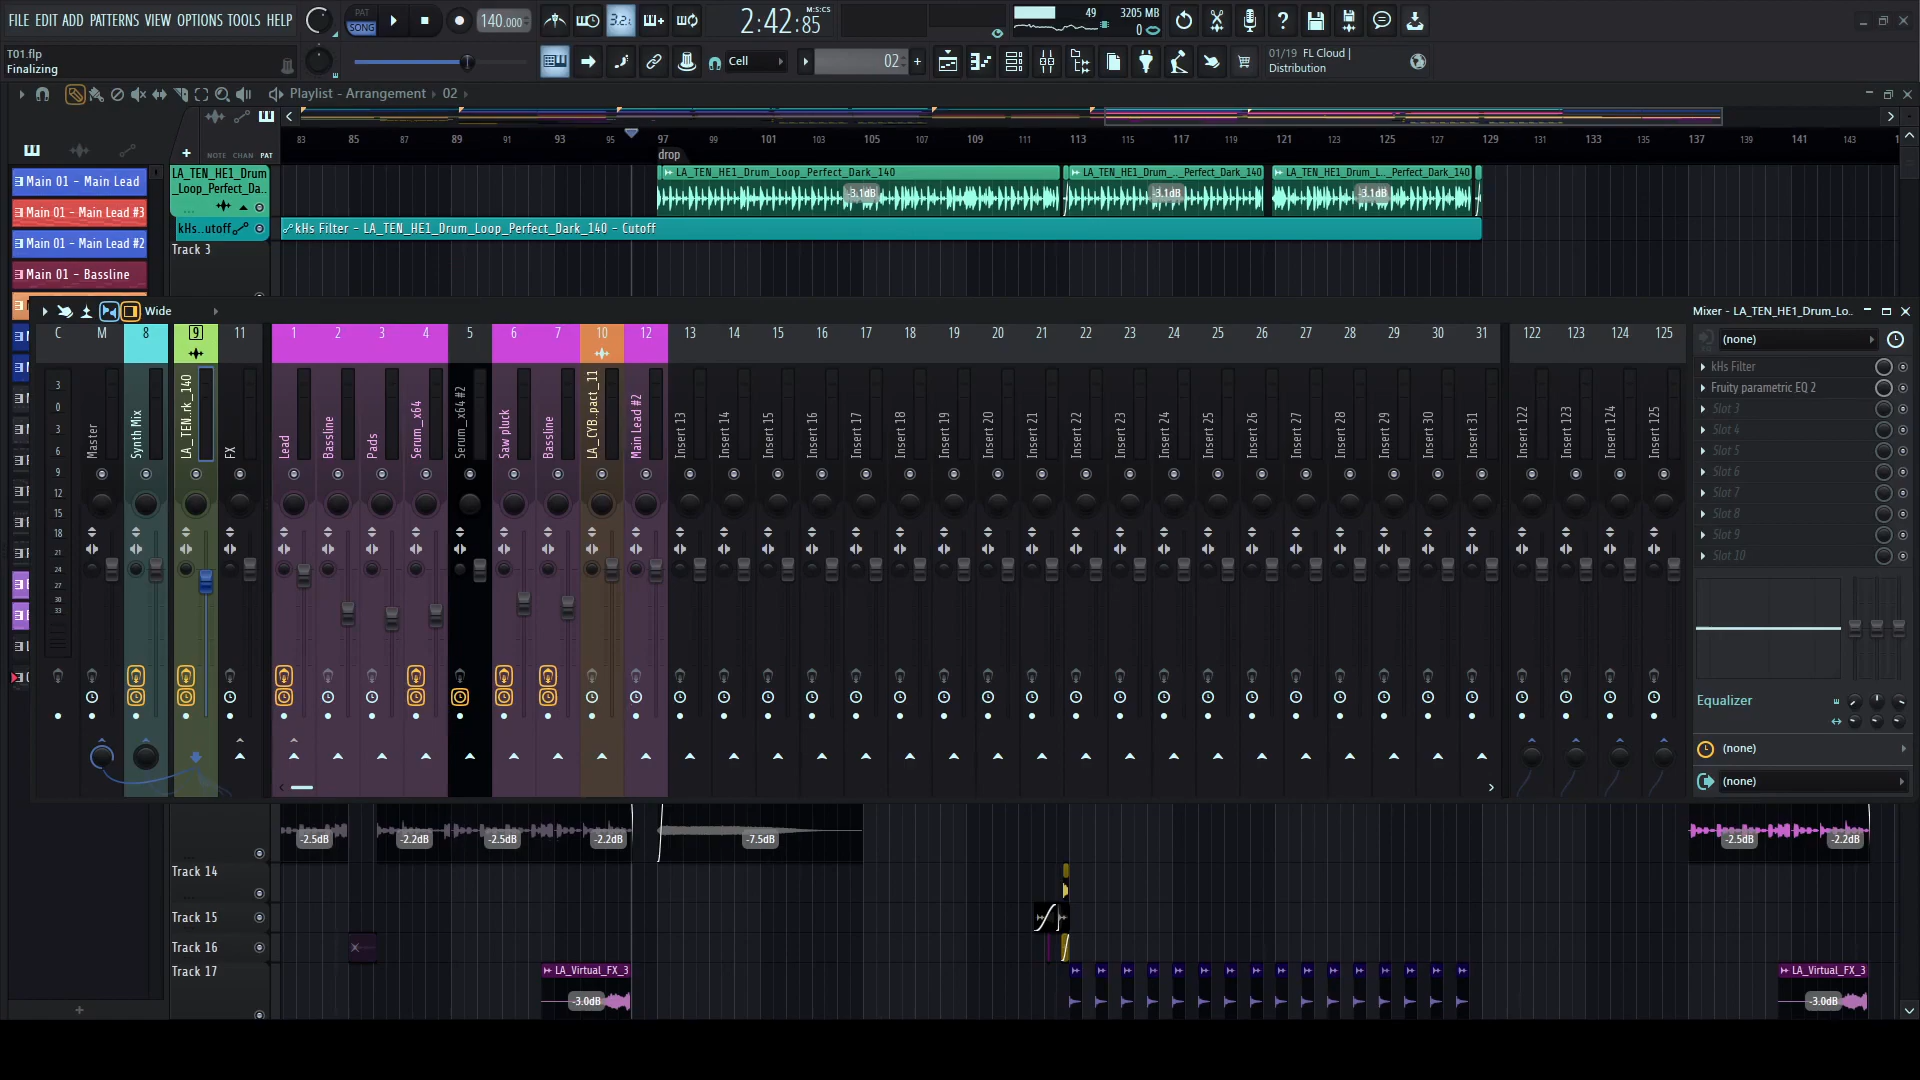 FILE EDIT ADD PATTERNS VIEW OPTIONS TOOLS HELP
PAT
SONG
140.000
3.2.
2:42:85
M:S:CS
49
3205 MB
0
T01.flp
Finalizing
Cell
02
01/19 FL Cloud |
Distribution
Playlist - Arrangement
02
NOTE CHAN PAT
83 85 87 89 91 93 95 97 99 101 103 105 107 109 111 113 115 117 119 121 123 125 127 129 131 133 135 137 139 141 143
drop
Main 01 - Main Lead
Main 01 - Main Lead #3
Main 01 - Main Lead #2
Main 01 - Bassline
LA_TEN_HE1_Drum
_Loop_Perfect_Da..
LA_TEN_HE1_Drum_Loop_Perfect_Dark_140
-3.1dB
LA_TEN_HE1_Drum_.._Perfect_Dark_140
-3.1dB
LA_TEN_HE1_Drum_L.._Perfect_Dark_140
-3.1dB
kHs..utoff
kHs Filter - LA_TEN_HE1_Drum_Loop_Perfect_Dark_140 - Cutoff
Track 3
Wide
Mixer - LA_TEN_HE1_Drum_Lo..
C M 8 9 11 1 2 3 4 5 6 7 10 12 13 14 15 16 17 18 19 20 21 22 23 24 25 26 27 28 29 30 31 122 123 124 125
3
0
3
6
9
12
15
18
21
24
27
30
33
Master
Synth Mix
LA_TEN.rk_140
FX
Lead
Bassline
Pads
Serum_x64
Serum_x64 #2
Saw pluck
Bassline
LA_CYB.pact_11
Main Lead #2
Insert 13
Insert 14
Insert 15
Insert 16
Insert 17
Insert 18
Insert 19
Insert 20
Insert 21
Insert 22
Insert 23
Insert 24
Insert 25
Insert 26
Insert 27
Insert 28
Insert 29
Insert 30
Insert 31
Insert 122
Insert 123
Insert 124
Insert 125
(none)
kHs Filter
Fruity parametric EQ 2
Slot 3
Slot 4
Slot 5
Slot 6
Slot 7
Slot 8
Slot 9
Slot 10
Equalizer
(none)
(none)
-2.5dB
-2.2dB
-2.5dB
-2.2dB
-7.5dB
-2.5dB
-2.2dB
Track 14
Track 15
Track 16
Track 17
LA_Virtual_FX_3
-3.0dB
LA_Virtual_FX_3
-3.0dB